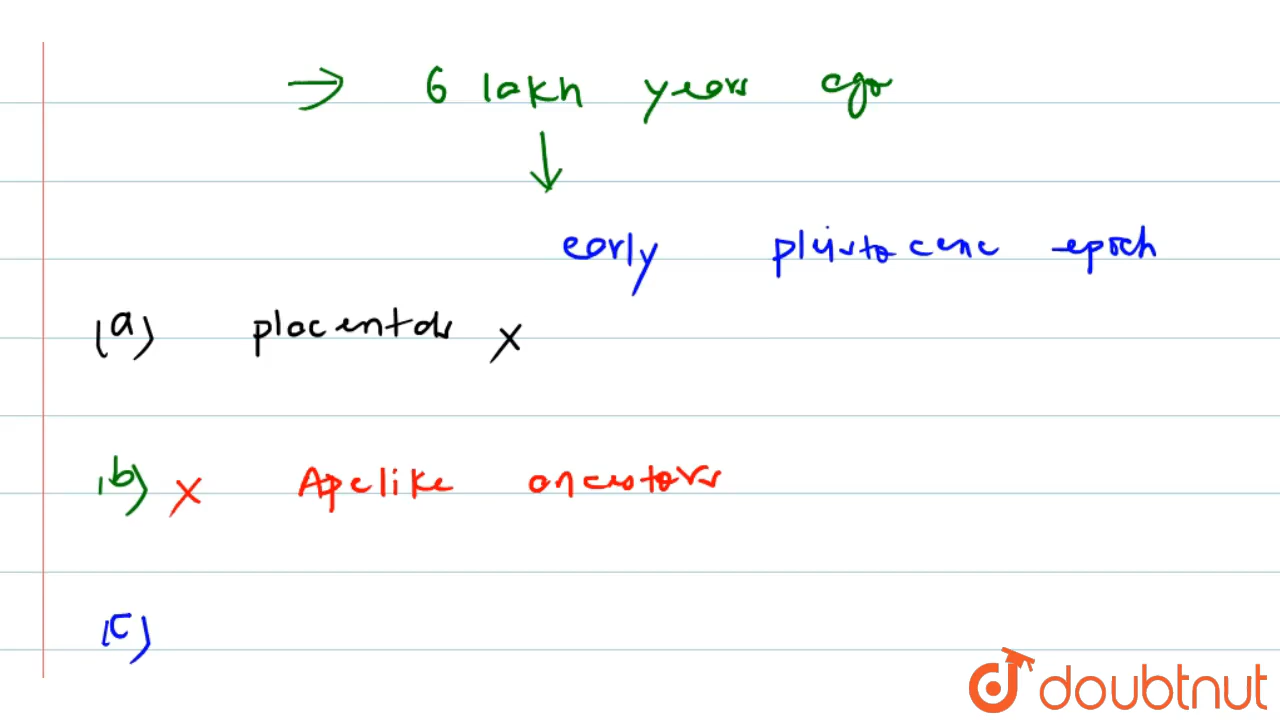 → 6 lakh years ago
↓
early pleistocene epoch
(a) placentals X
(b) X Apelike ancestors
(c)
doubtnut